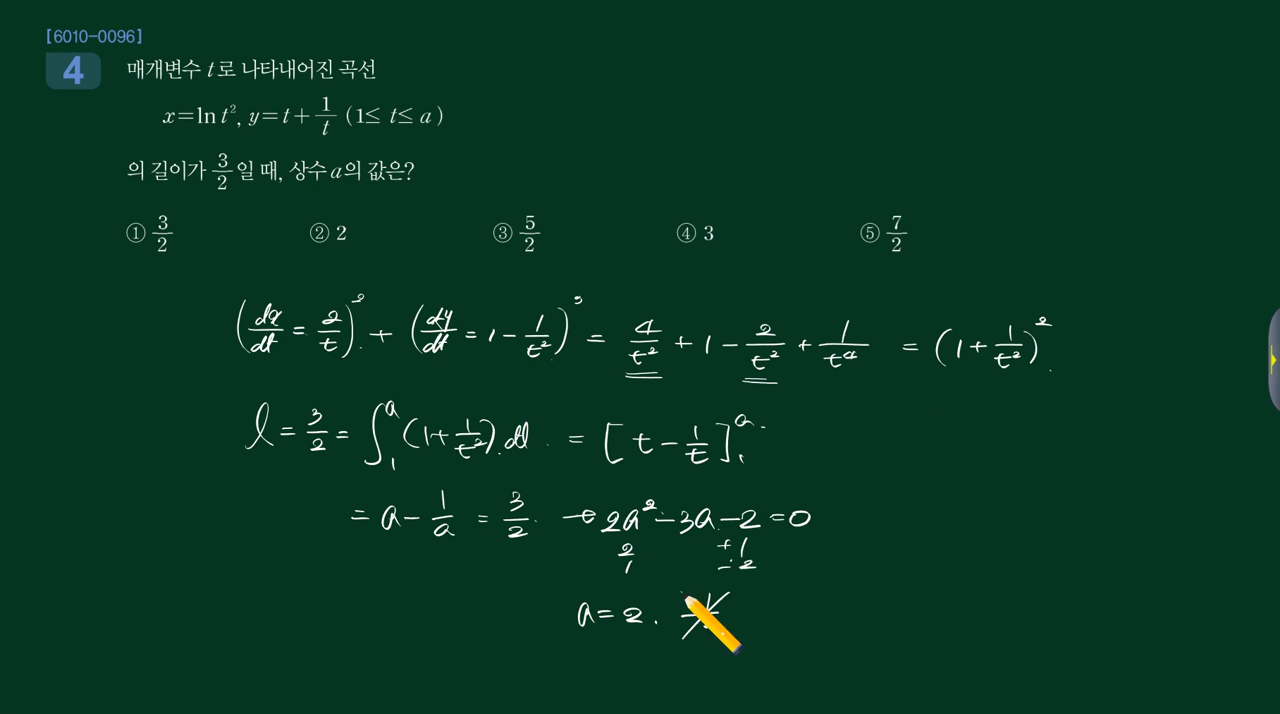 [6010-0096]
4 매개변수 t로 나타내어진 곡선
x=ln t², y=t+1/t (1≤ t≤ a)
의 길이가 3/2일 때, 상수 a의 값은?
① 3/2 ② 2 ③ 5/2 ④ 3 ⑤ 7/2
(dx/dt = 2/t)² + (dy/dt = 1 - 1/t²)² = 4/t² + 1 - 2/t² + 1/t⁴ = (1 + 1/t²)².
l = 3/2 = ∫₁ᵃ (1+1/t²).dt. = [t - 1/t]₁ᵃ.
= a - 1/a = 3/2. → 2a² - 3a - 2 = 0
2 +1
1 -2
a = 2.